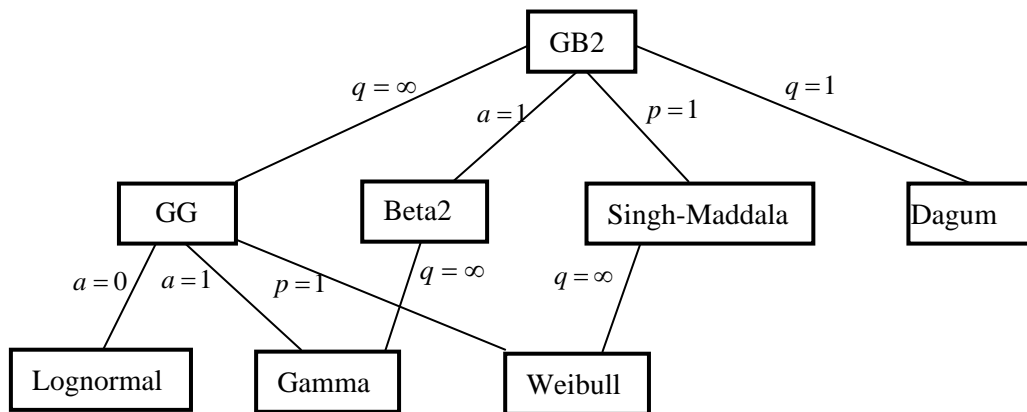 GB2
q = ∞
a = 1
p = 1
q = 1
GG
Beta2
Singh-Maddala
Dagum
a = 0
a = 1
p = 1
q = ∞
q = ∞
Lognormal
Gamma
Weibull